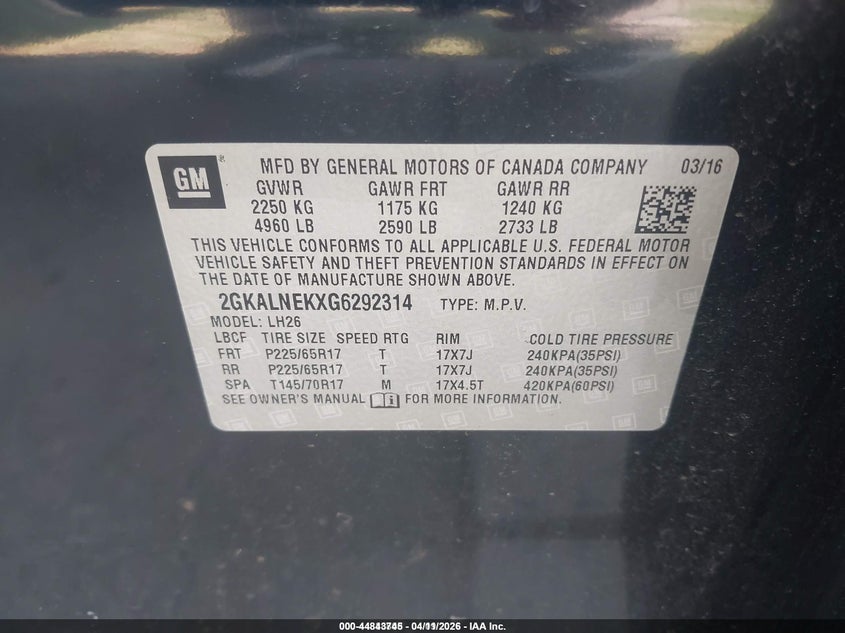 GM
MFD BY GENERAL MOTORS OF CANADA COMPANY 03/16
GVWR GAWR FRT GAWR RR
2250 KG 1175 KG 1240 KG
4960 LB 2590 LB 2733 LB
THIS VEHICLE CONFORMS TO ALL APPLICABLE U.S. FEDERAL MOTOR
VEHICLE SAFETY AND THEFT PREVENTION STANDARDS IN EFFECT ON
THE DATE OF MANUFACTURE SHOWN ABOVE.
2GKALNEKXG6292314 TYPE: M.P.V.
MODEL: LH26
LBCF TIRE SIZE SPEED RTG RIM COLD TIRE PRESSURE
FRT P225/65R17 T 17X7J 240KPA(35PSI)
RR P225/65R17 T 17X7J 240KPA(35PSI)
SPA T145/70R17 M 17X4.5T 420KPA(60PSI)
SEE OWNER'S MANUAL FOR MORE INFORMATION.
2026 - IAA Inc.